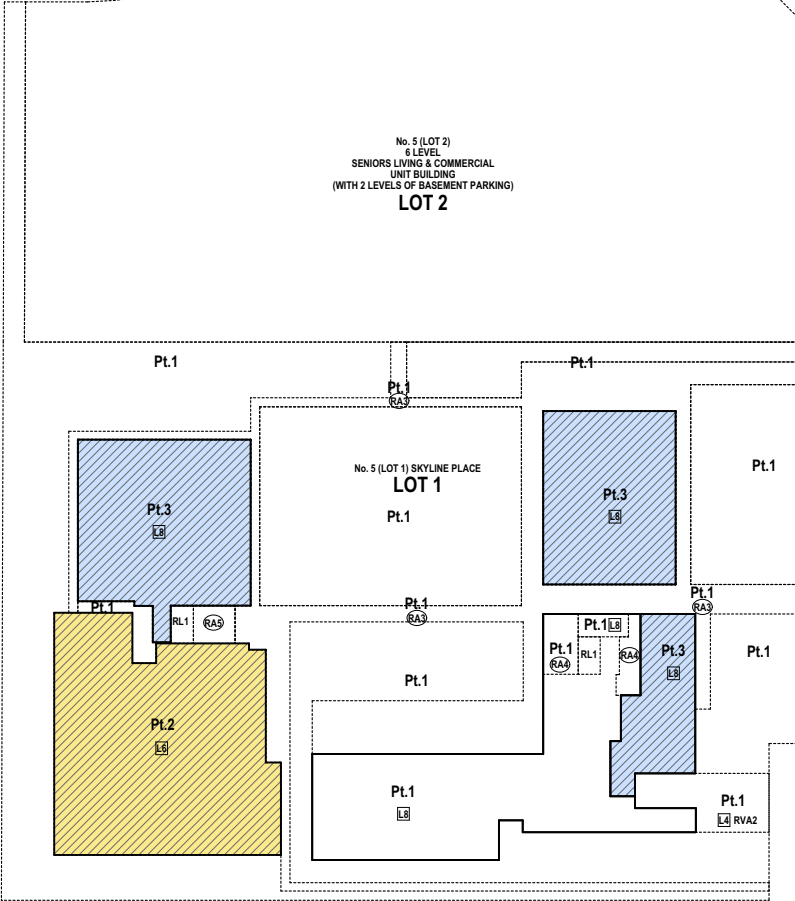 No. 5 (LOT 2)
6 LEVEL
SENIORS LIVING & COMMERCIAL
UNIT BUILDING
(WITH 2 LEVELS OF BASEMENT PARKING)
LOT 2
Pt.1
Pt.1
Pt.1
RA3
No. 5 (LOT 1) SKYLINE PLACE
LOT 1
Pt.1
Pt.3
L8
Pt.3
L8
Pt.1
Pt.1
RL1
RA5
Pt.1
RA3
Pt.1
RA3
Pt.1
L8
Pt.1
RA4
RL1
RA4
Pt.3
L8
Pt.1
Pt.1
Pt.2
L6
Pt.1
L8
Pt.1
L4 RVA2